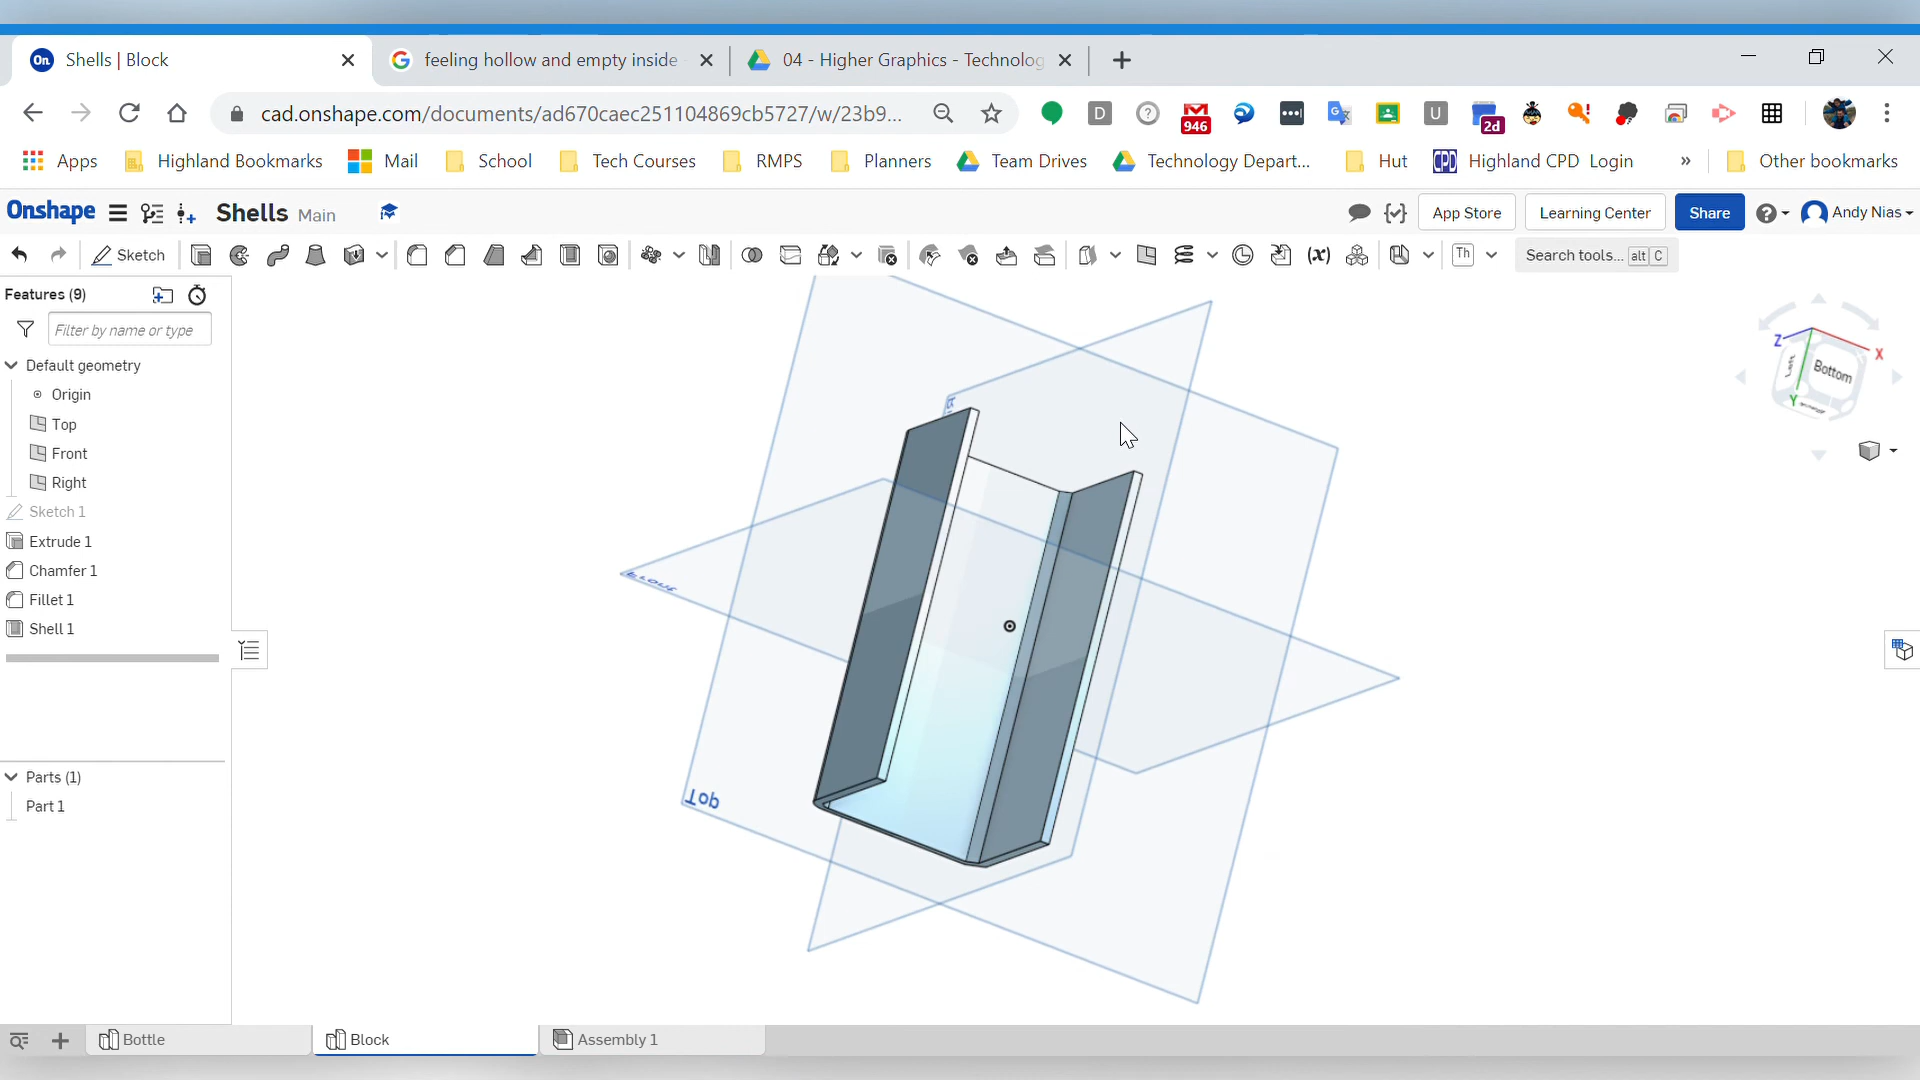 Shells | Block
feeling hollow and empty inside
04 - Higher Graphics - Technolog
cad.onshape.com/documents/ad670caec251104869cb5727/w/23b9...
D
946
U
2d
Apps
Highland Bookmarks
Mail
School
Tech Courses
RMPS
Planners
Team Drives
Technology Depart...
Hut
CPD
Highland CPD Login
»
Other bookmarks
Onshape
Shells Main
App Store
Learning Center
Share
Andy Nias
Sketch
(x)
Th
Search tools... alt C
Features (9)
Filter by name or type
Default geometry
Origin
Top
Front
Right
Sketch 1
Extrude 1
Chamfer 1
Fillet 1
Shell 1
Parts (1)
Part 1
Front
Top
Z
X
Y
Left
Bottom
Bottle
Block
Assembly 1